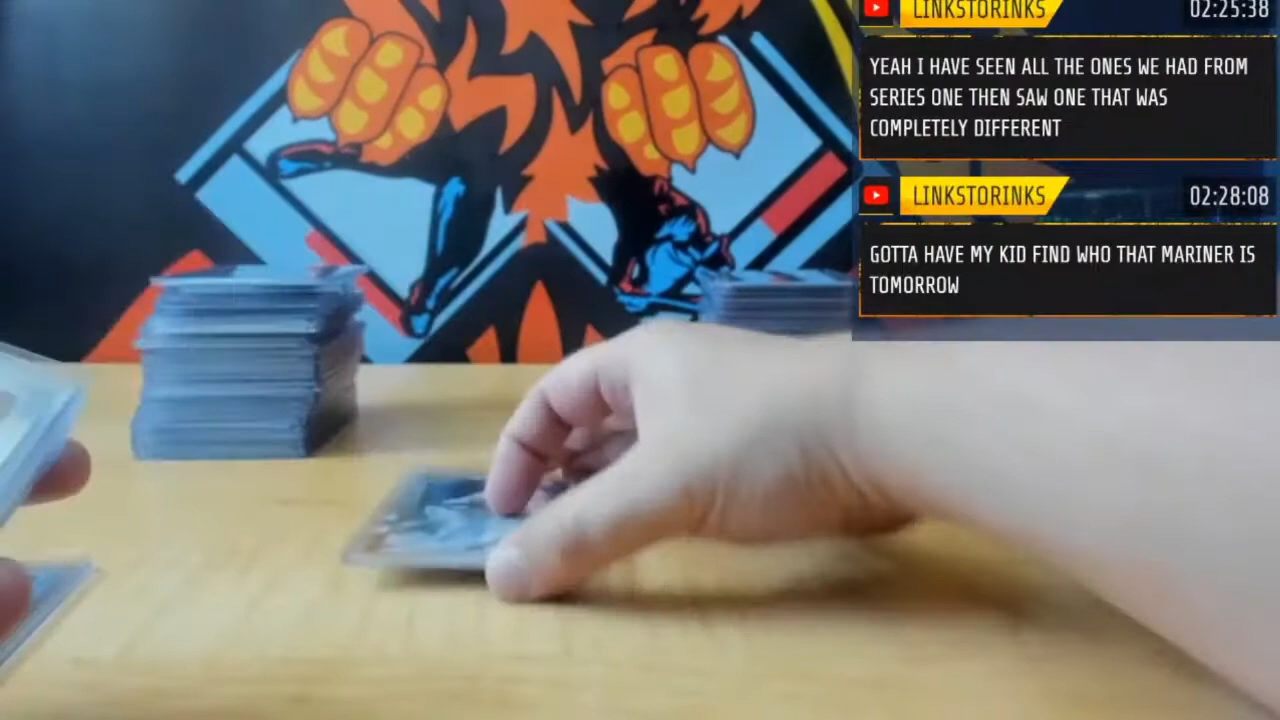 LINKSTORINKS 02:25:38
YEAH I HAVE SEEN ALL THE ONES WE HAD FROM
SERIES ONE THEN SAW ONE THAT WAS
COMPLETELY DIFFERENT
LINKSTORINKS 02:28:08
GOTTA HAVE MY KID FIND WHO THAT MARINER IS
TOMORROW